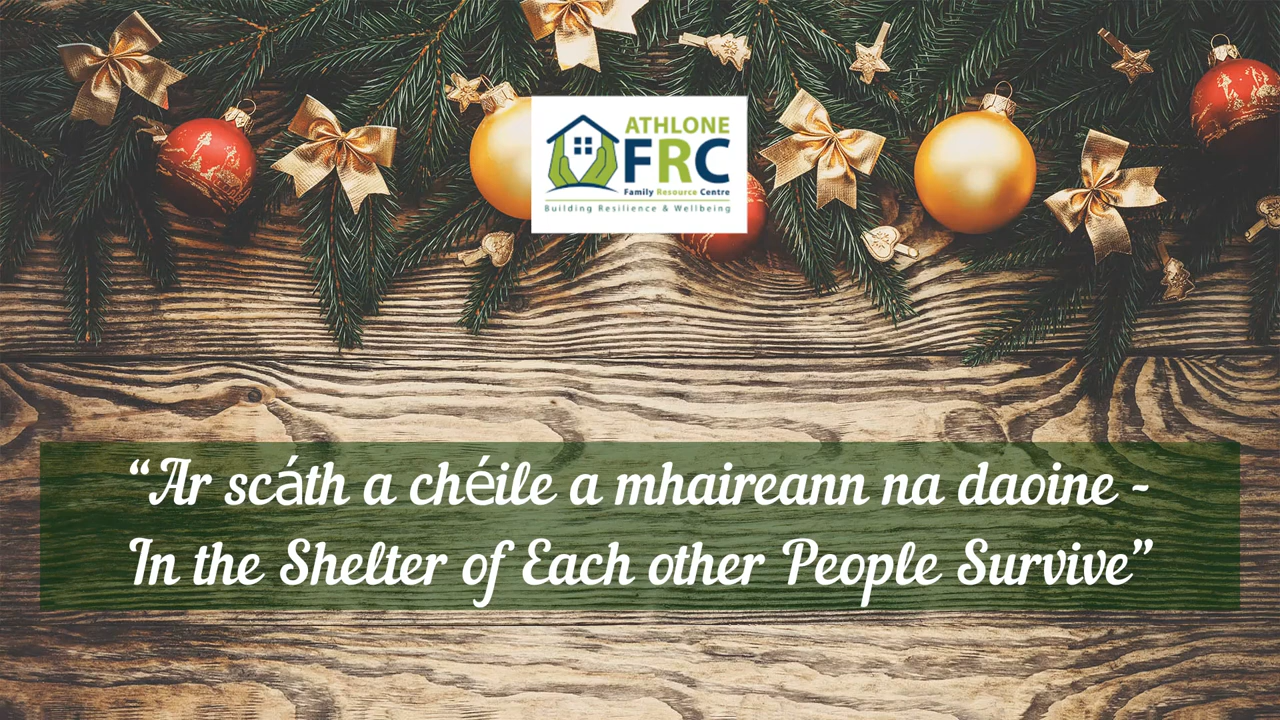 ATHLONE
FRC
Family Resource Centre
Building Resilience & Wellbeing
“Ar scáth a chéile a mhaireann na daoine -
In the Shelter of Each other People Survive”